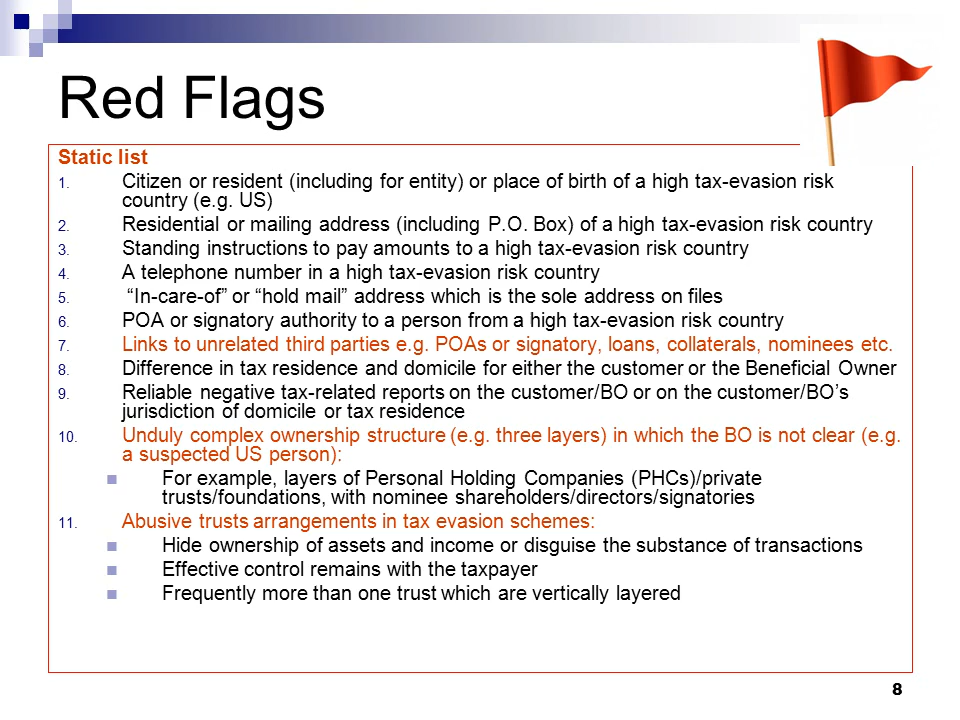 Red Flags
Static list
1. Citizen or resident (including for entity) or place of birth of a high tax-evasion risk
country (e.g. US)
2. Residential or mailing address (including P.O. Box) of a high tax-evasion risk country
3. Standing instructions to pay amounts to a high tax-evasion risk country
4. A telephone number in a high tax-evasion risk country
5. “In-care-of” or “hold mail” address which is the sole address on files
6. POA or signatory authority to a person from a high tax-evasion risk country
7. Links to unrelated third parties e.g. POAs or signatory, loans, collaterals, nominees etc.
8. Difference in tax residence and domicile for either the customer or the Beneficial Owner
9. Reliable negative tax-related reports on the customer/BO or on the customer/BO’s
jurisdiction of domicile or tax residence
10. Unduly complex ownership structure (e.g. three layers) in which the BO is not clear (e.g.
a suspected US person):
For example, layers of Personal Holding Companies (PHCs)/private
trusts/foundations, with nominee shareholders/directors/signatories
11. Abusive trusts arrangements in tax evasion schemes:
Hide ownership of assets and income or disguise the substance of transactions
Effective control remains with the taxpayer
Frequently more than one trust which are vertically layered
8